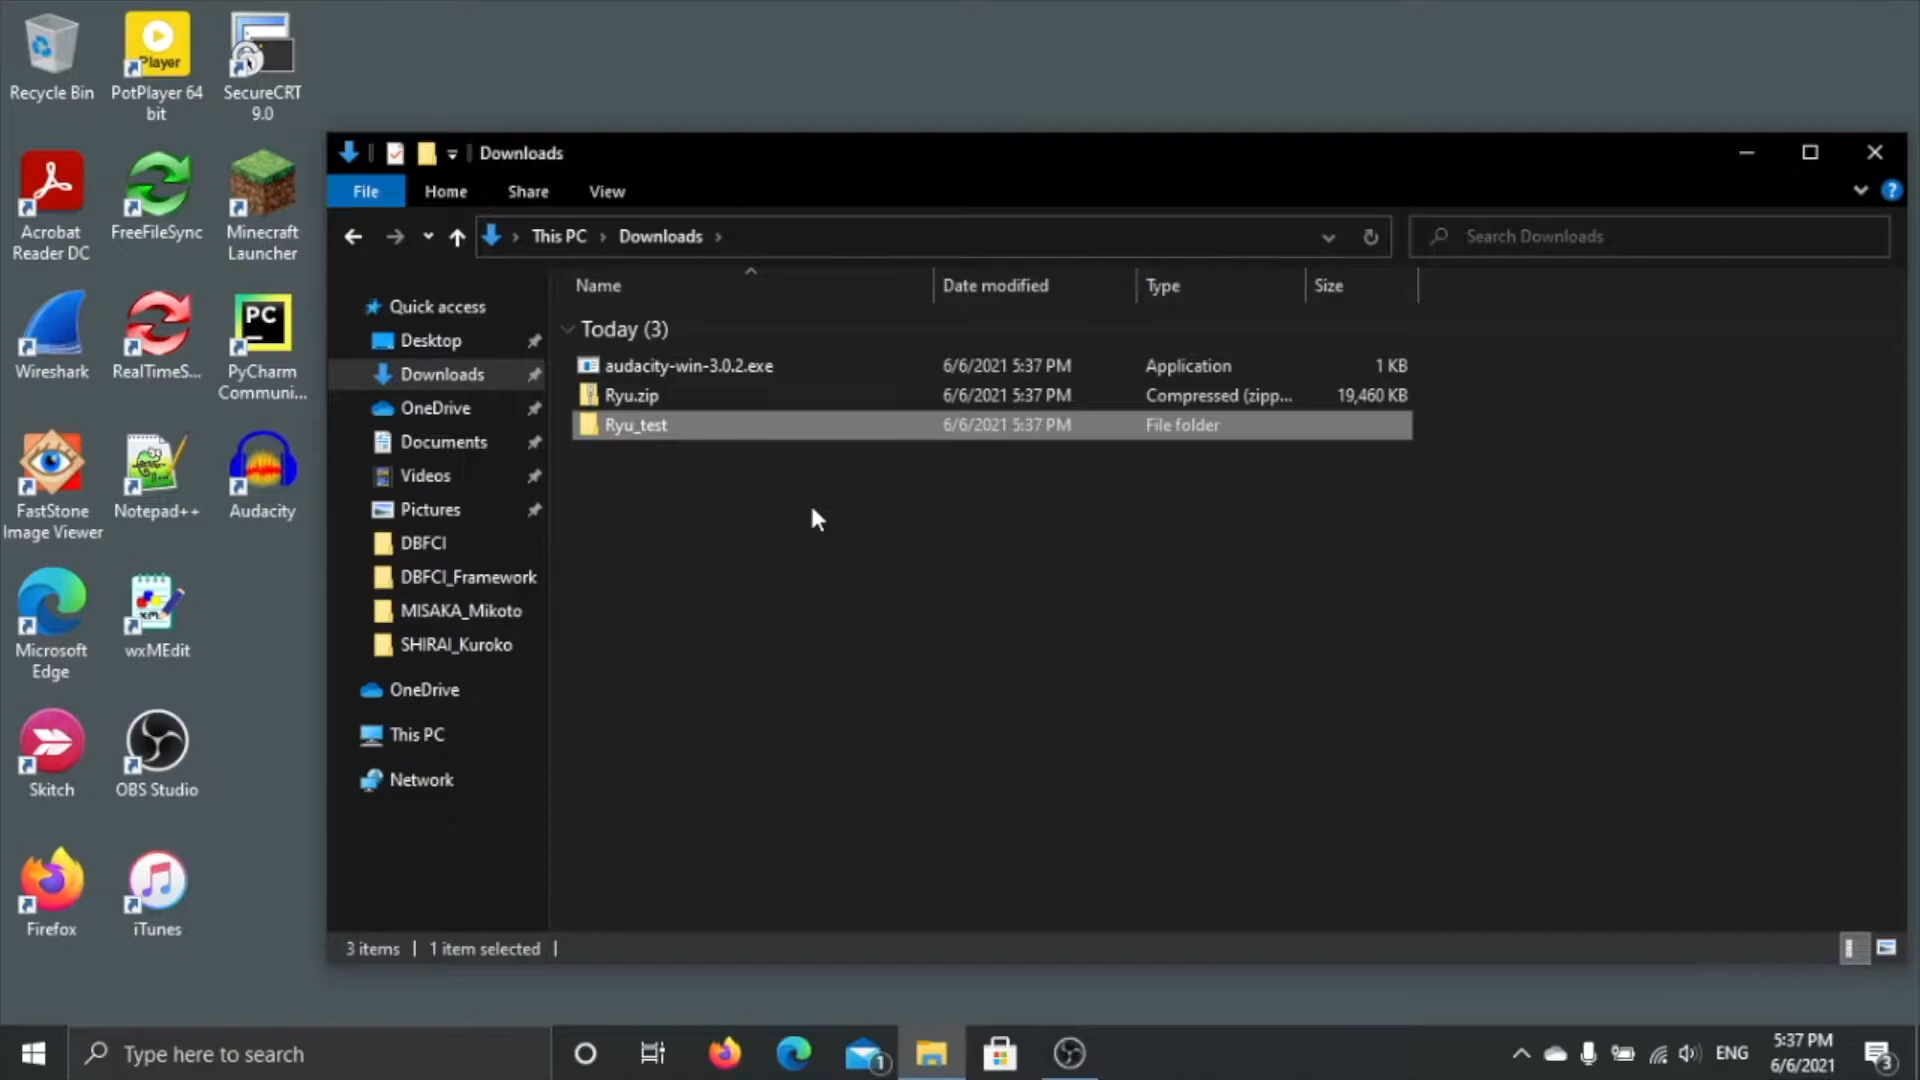 Recycle Bin
PotPlayer 64
bit
SecureCRT
9.0
Player
Acrobat
Reader DC
FreeFileSync
Minecraft
Launcher
Wireshark
RealTimeS...
PC
PyCharm
Communi...
FastStone
Image Viewer
Notepad++
Audacity
Microsoft
Edge
wxMEdit
Skitch
OBS Studio
Firefox
iTunes
Downloads
File
Home
Share
View
This PC
Downloads
Search Downloads
Name
Date modified
Type
Size
Today (3)
audacity-win-3.0.2.exe 6/6/2021 5:37 PM Application 1 KB
Ryu.zip 6/6/2021 5:37 PM Compressed (zipp... 19,460 KB
Ryu_test 6/6/2021 5:37 PM File folder
Quick access
Desktop
Downloads
OneDrive
Documents
Videos
Pictures
DBFCI
DBFCI_Framework
MISAKA_Mikoto
SHIRAI_Kuroko
OneDrive
This PC
Network
3 items
1 item selected
Type here to search
1
ENG
5:37 PM
6/6/2021
3